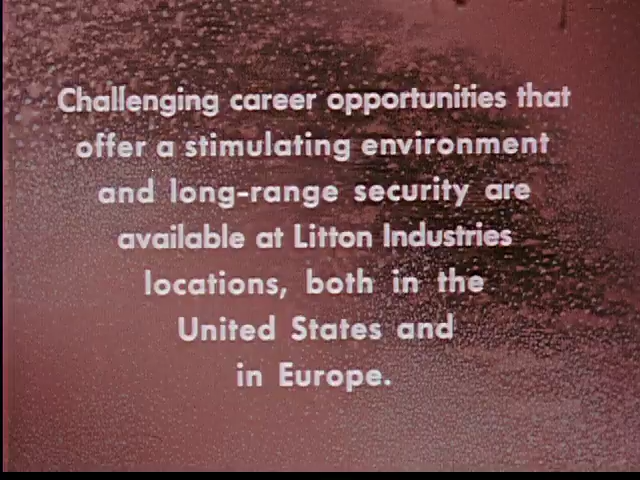 Challenging career opportunities that
offer a stimulating environment
and long-range security are
available at Litton Industries
locations, both in the
United States and
in Europe.